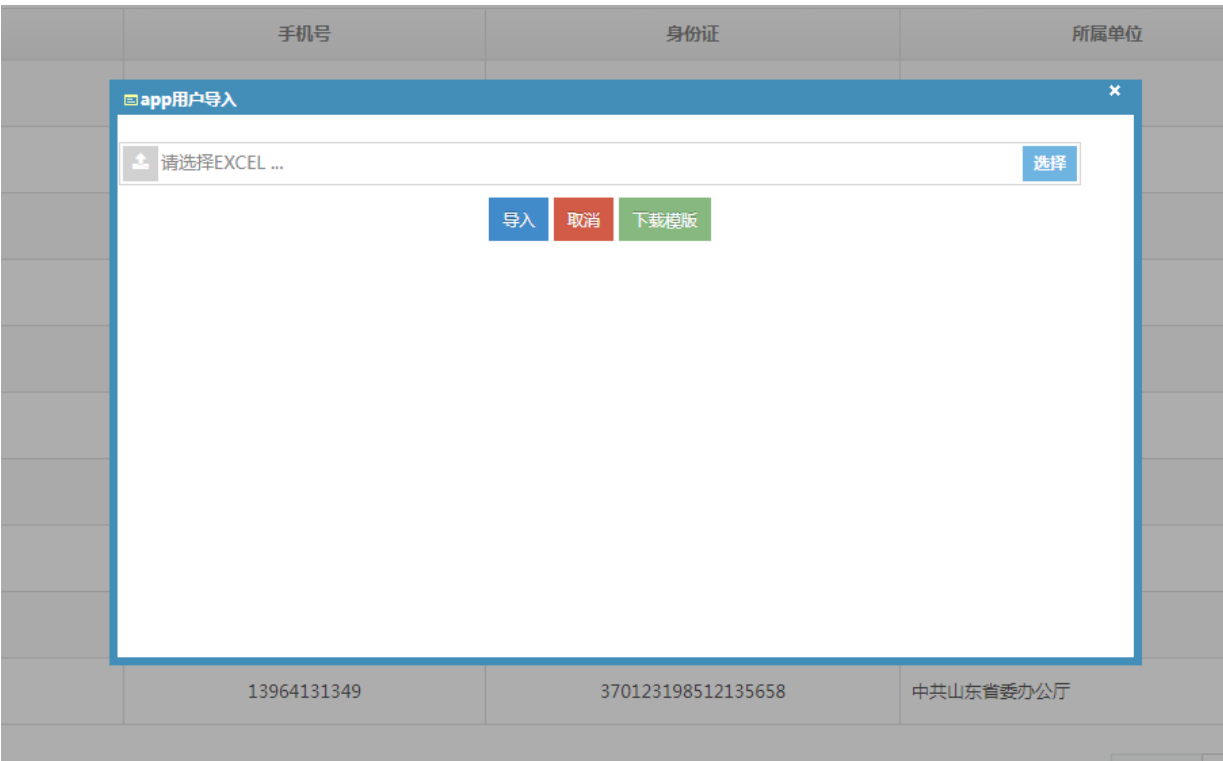 手机号 身份证 所属单位
app用户导入 ×
请选择EXCEL ... 选择
导入 取消 下载模版
13964131349 370123198512135658 中共山东省委办公厅